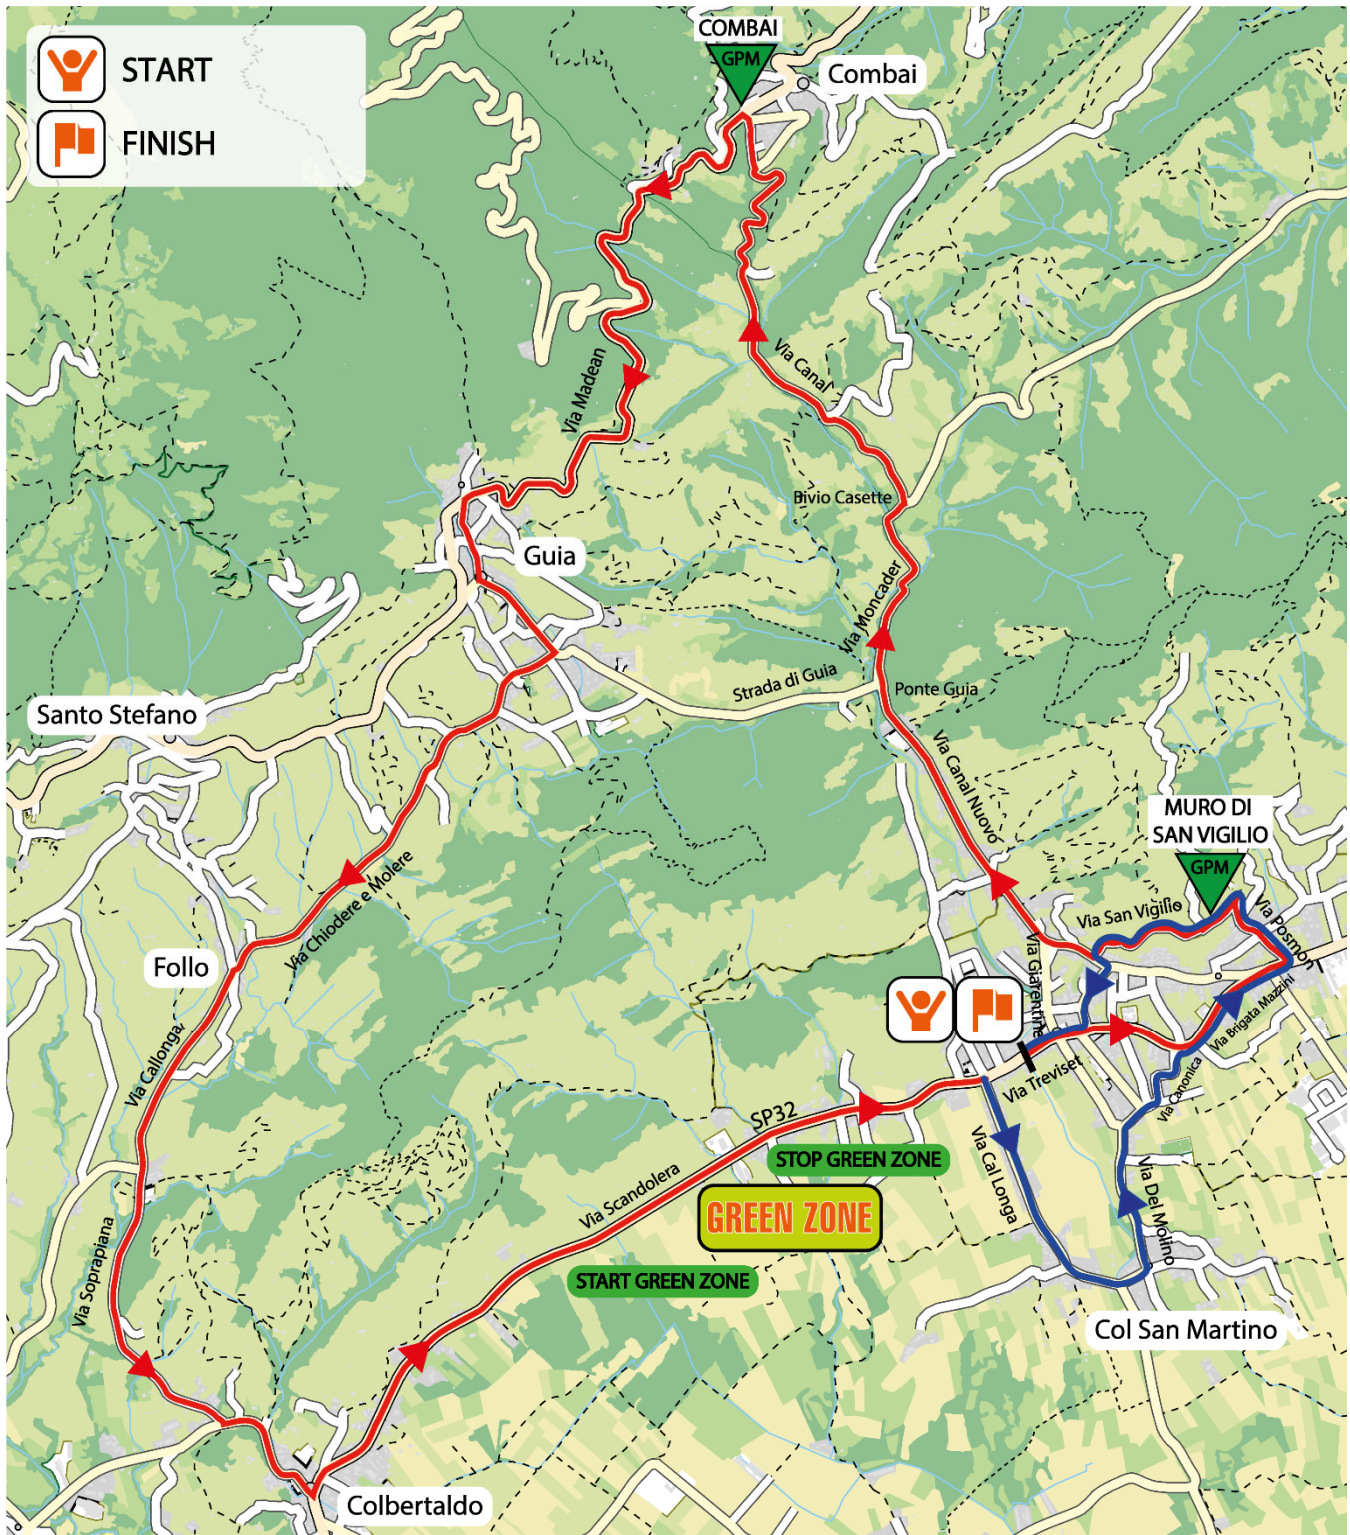 START
FINISH
COMBAI
GPM
Combai
Via Madean
Via Canal
Bivio Casette
Guia
Via Moncader
Strada di Guia
Ponte Guia
Santo Stefano
Via Canal Nuovo
MURO DI
SAN VIGILIO
GPM
Via Chiodere e Molere
Via San Vigilio
Via Posmon
Follo
Via Giarentine
Via Brigata Mazzini
Via Callonga
Via Treviset
Via Canonica
SP32
STOP GREEN ZONE
Via Cal Longa
Via Del Molino
Via Scandolera
GREEN ZONE
Via Soprapiana
START GREEN ZONE
Col San Martino
Colbertaldo